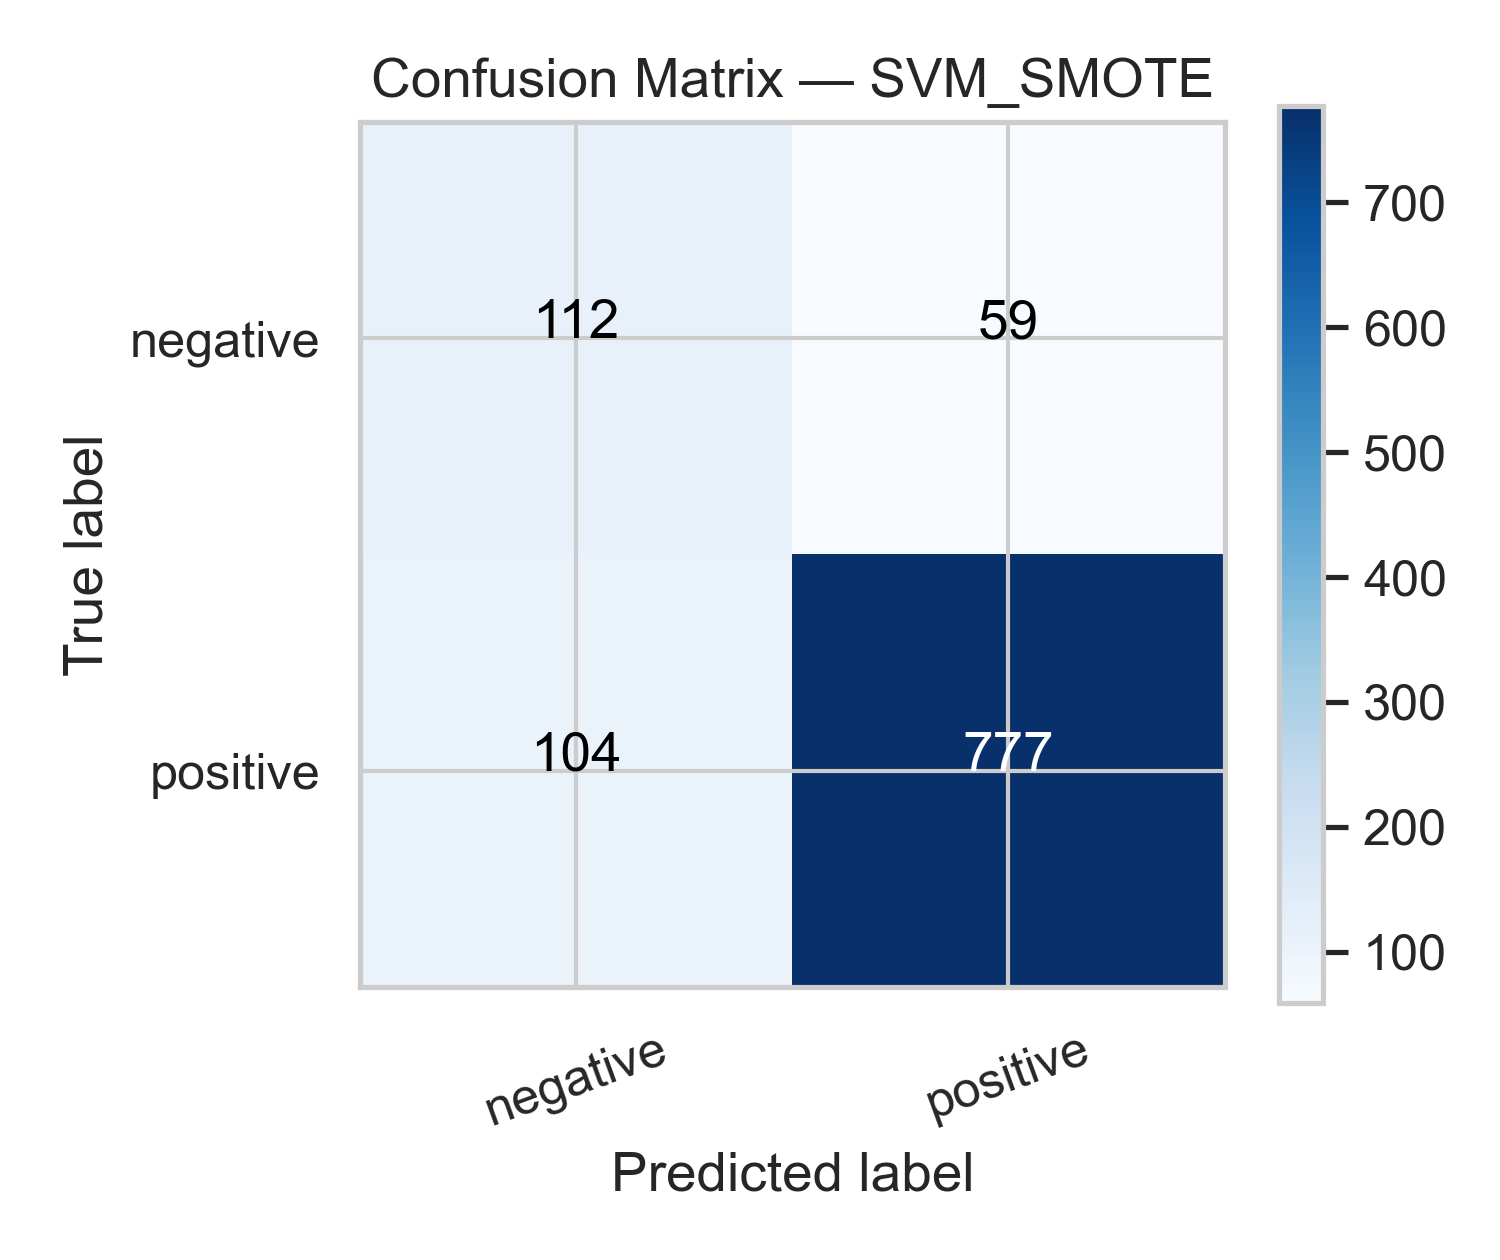 Confusion Matrix — SVM_SMOTE
True label
negative
112
59
positive
104
777
negative
positive
Predicted label
700
600
500
400
300
200
100